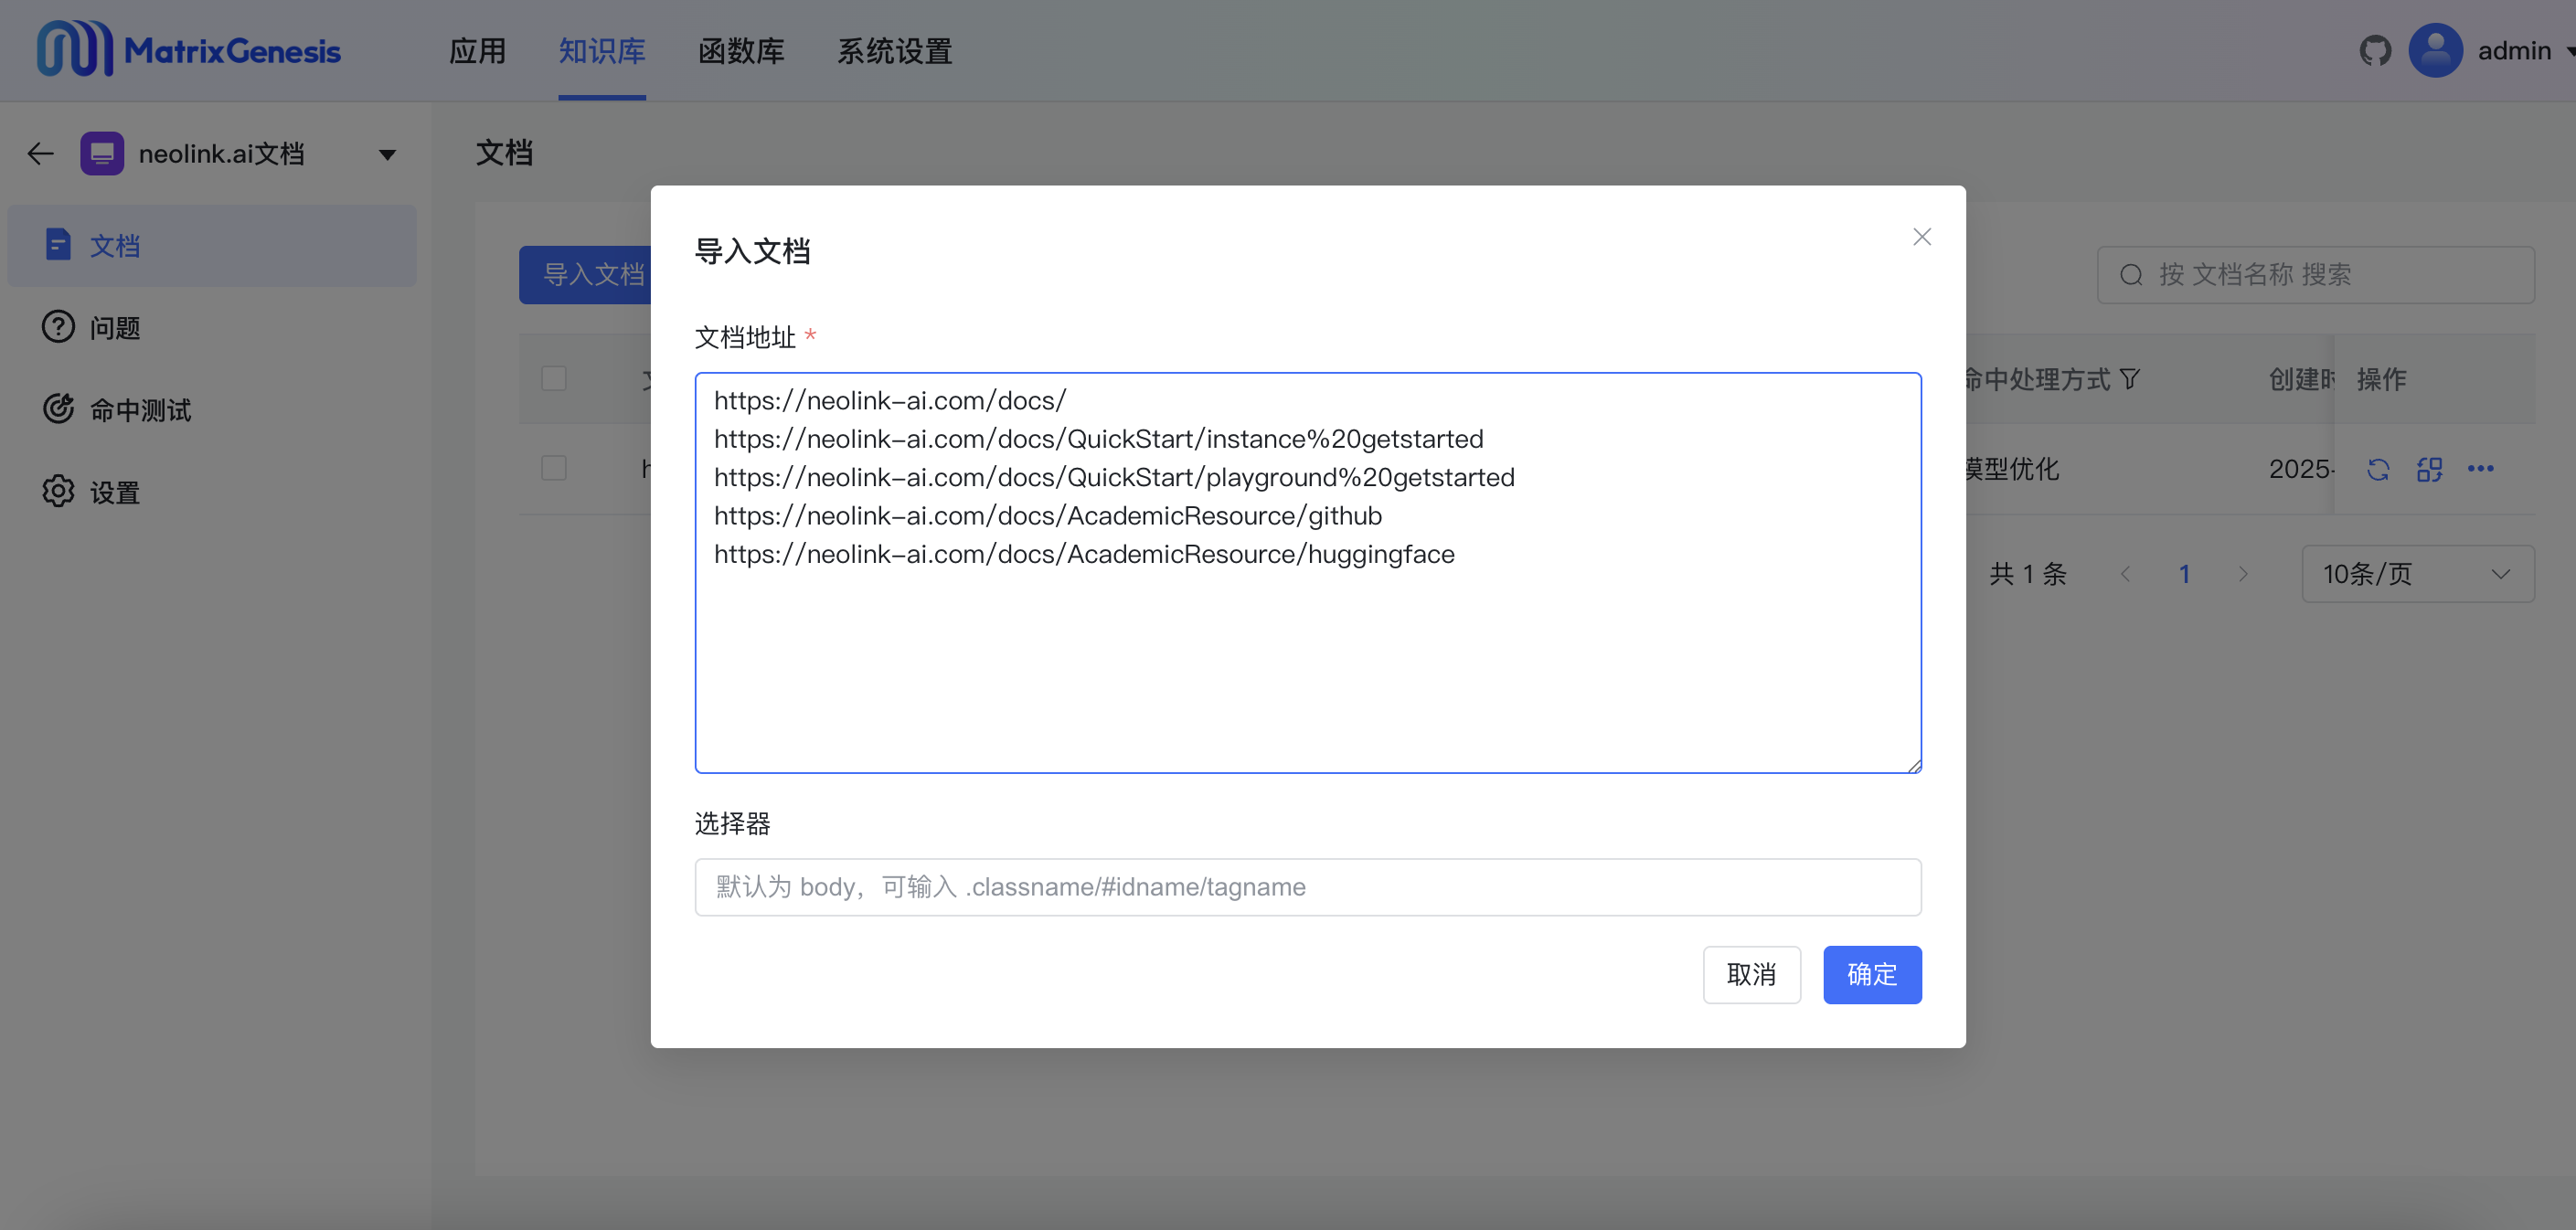 MatrixGenesis
应用 知识库 函数库 系统设置
admin
neolink.ai文档
文档
问题
命中测试
设置
文档
导入文档
按 文档名称 搜索
命中处理方式 操作
模型优化 2025-
共 1 条 1 10条/页
导入文档
文档地址 *
https://neolink-ai.com/docs/
https://neolink-ai.com/docs/QuickStart/instance%20getstarted
https://neolink-ai.com/docs/QuickStart/playground%20getstarted
https://neolink-ai.com/docs/AcademicResource/github
https://neolink-ai.com/docs/AcademicResource/huggingface
选择器
默认为 body，可输入 .classname/#idname/tagname
取消 确定